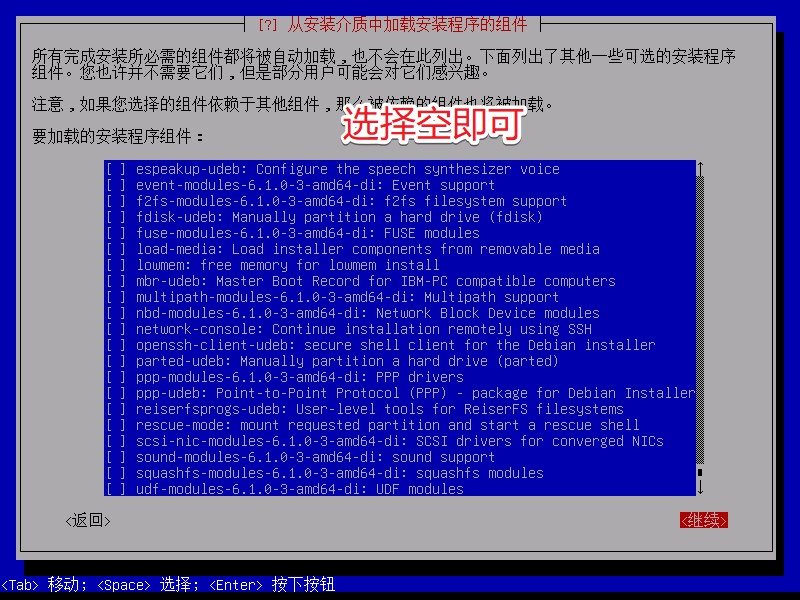 [?] 从安装介质中加载安装程序的组件
所有完成安装所必需的组件都将被自动加载，也不会在此列出。下面列出了其他一些可选的安装程序
组件。您也许并不需要它们，但是部分用户可能会对它们感兴趣。
注意，如果您选择的组件依赖于其他组件，那么被依赖的组件也将被加载。
选择空即可
要加载的安装程序组件：
[ ] espeakup-udeb: Configure the speech synthesizer voice
[ ] event-modules-6.1.0-3-amd64-di: Event support
[ ] f2fs-modules-6.1.0-3-amd64-di: f2fs filesystem support
[ ] fdisk-udeb: Manually partition a hard drive (fdisk)
[ ] fuse-modules-6.1.0-3-amd64-di: FUSE modules
[ ] load-media: Load installer components from removable media
[ ] lowmem: free memory for lowmem install
[ ] mbr-udeb: Master Boot Record for IBM-PC compatible computers
[ ] multipath-modules-6.1.0-3-amd64-di: Multipath support
[ ] nbd-modules-6.1.0-3-amd64-di: Network Block Device modules
[ ] network-console: Continue installation remotely using SSH
[ ] openssh-client-udeb: secure shell client for the Debian installer
[ ] parted-udeb: Manually partition a hard drive (parted)
[ ] ppp-modules-6.1.0-3-amd64-di: PPP drivers
[ ] ppp-udeb: Point-to-Point Protocol (PPP) - package for Debian Installer
[ ] reiserfsprogs-udeb: User-level tools for ReiserFS filesystems
[ ] rescue-mode: mount requested partition and start a rescue shell
[ ] scsi-nic-modules-6.1.0-3-amd64-di: SCSI drivers for converged NICs
[ ] sound-modules-6.1.0-3-amd64-di: sound support
[ ] squashfs-modules-6.1.0-3-amd64-di: squashfs modules
[ ] udf-modules-6.1.0-3-amd64-di: UDF modules
<返回> <继续>
<Tab> 移动; <Space> 选择; <Enter> 按下按钮